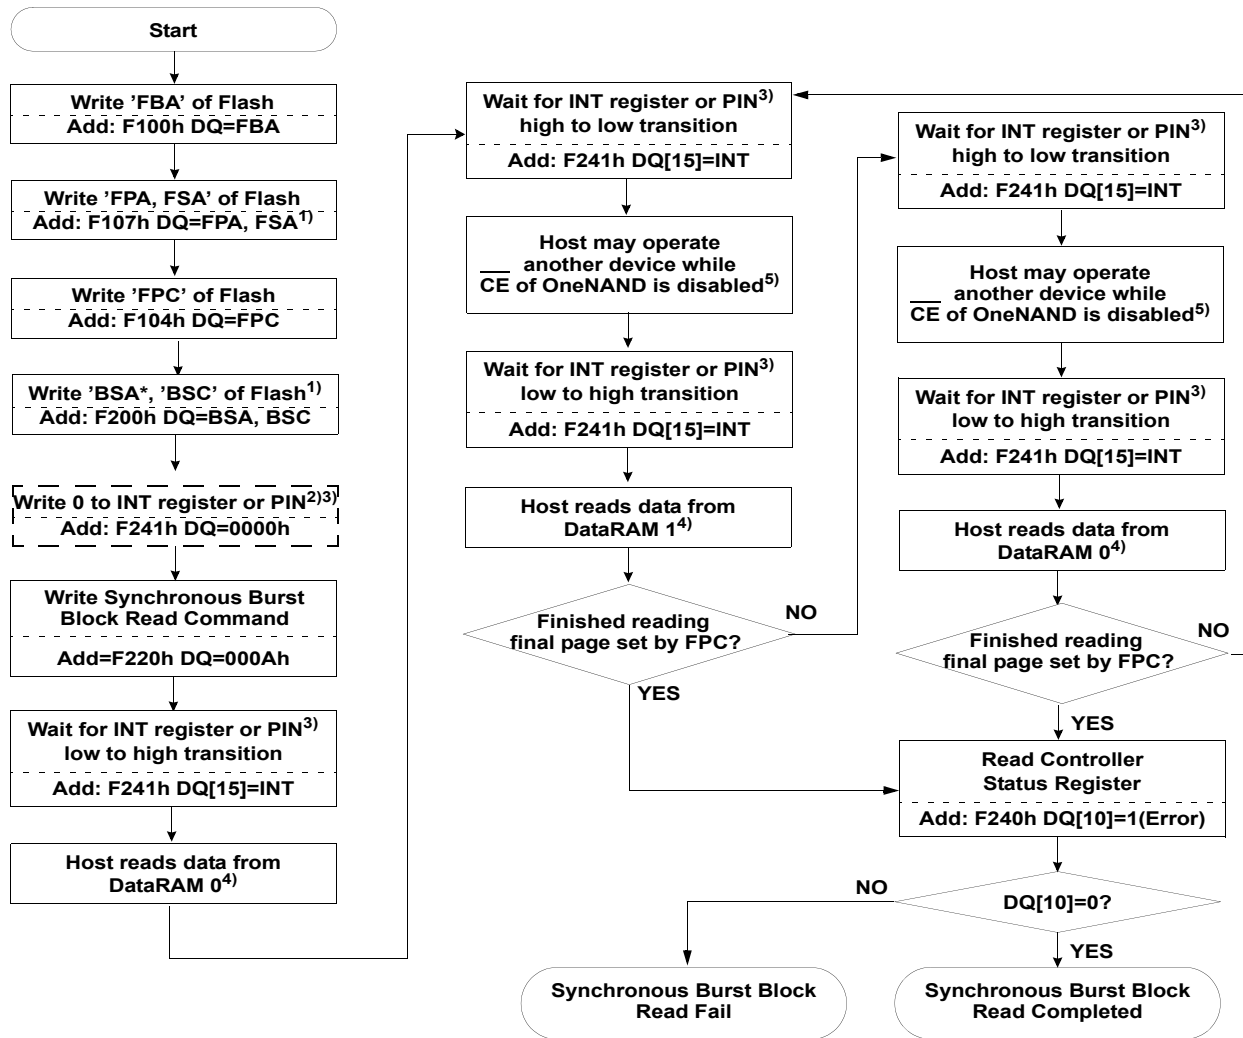 Start
Write ’FBA’ of Flash
Add: F100h DQ=FBA
Write ’FPA, FSA’ of Flash
Add: F107h DQ=FPA, FSA1)
Write ’FPC’ of Flash
Add: F104h DQ=FPC
Write ’BSA*, ’BSC’ of Flash1)
Add: F200h DQ=BSA, BSC
Write 0 to INT register or PIN2)3)
Add: F241h DQ=0000h
Write Synchronous Burst
Block Read Command
Add=F220h DQ=000Ah
Wait for INT register or PIN3)
low to high transition
Add: F241h DQ[15]=INT
Host reads data from
DataRAM 04)
Wait for INT register or PIN3)
high to low transition
Add: F241h DQ[15]=INT
Host may operate
another device while
CE of OneNAND is disabled5)
Wait for INT register or PIN3)
low to high transition
Add: F241h DQ[15]=INT
Host reads data from
DataRAM 14)
Finished reading
final page set by FPC?
NO
YES
Wait for INT register or PIN3)
high to low transition
Add: F241h DQ[15]=INT
Host may operate
another device while
CE of OneNAND is disabled5)
Wait for INT register or PIN3)
low to high transition
Add: F241h DQ[15]=INT
Host reads data from
DataRAM 04)
Finished reading
final page set by FPC?
NO
YES
Read Controller
Status Register
Add: F240h DQ[10]=1(Error)
DQ[10]=0?
NO
YES
Synchronous Burst Block
Read Fail
Synchronous Burst Block
Read Completed